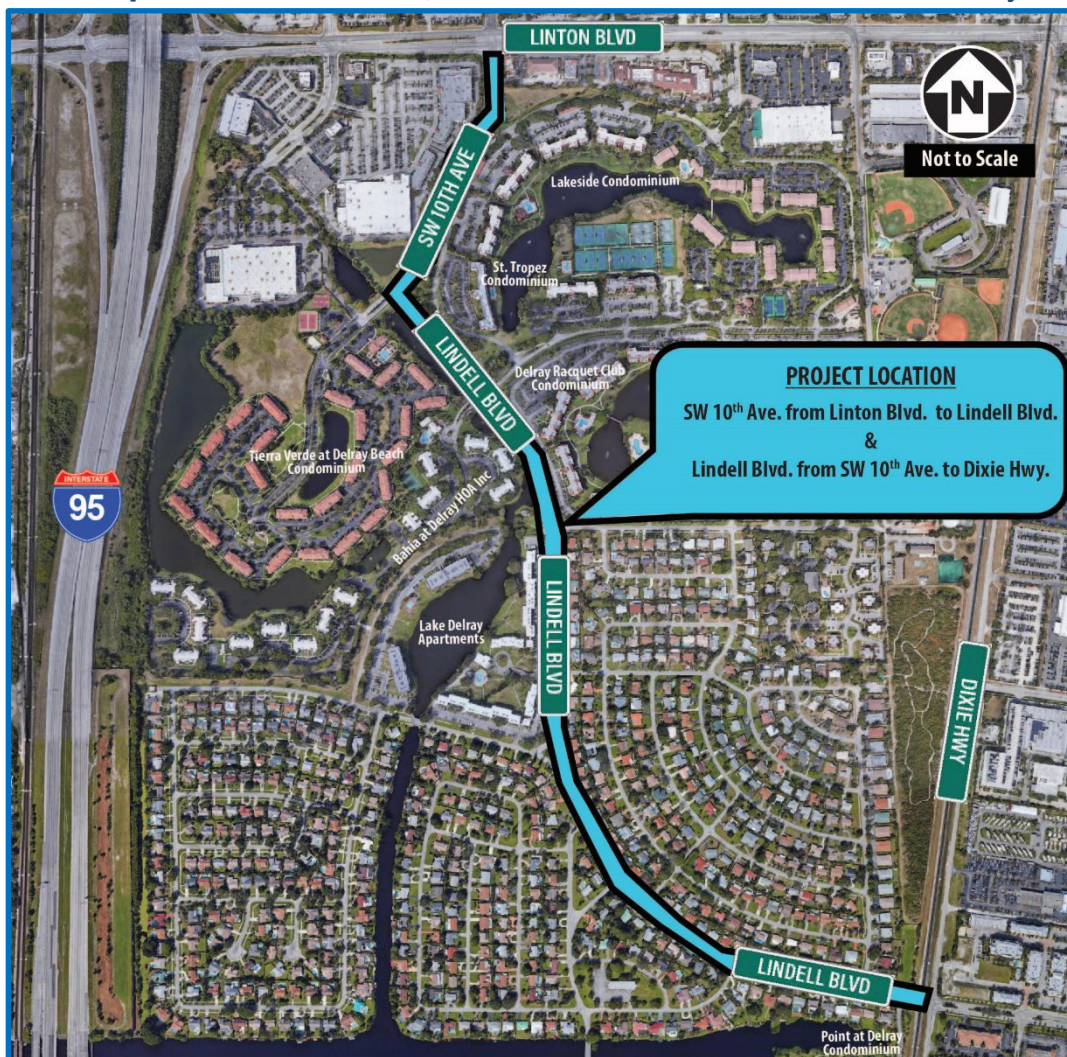 LINTON BLVD
N
Not to Scale
SW 10TH AVE
Lakeside Condominium
St. Tropez
Condominium
LINDELL BLVD
Delray Racquet Club
Condominium
PROJECT LOCATION
SW 10th Ave. from Linton Blvd. to Lindell Blvd.
&
Lindell Blvd. from SW 10th Ave. to Dixie Hwy.
Tierra Verde at Delray Beach
Condominium
INTERSTATE
95
Bahia at Delray HOA Inc
LINDELL BLVD
Lake Delray
Apartments
DIXIE HWY
LINDELL BLVD
Point at Delray
Condominium